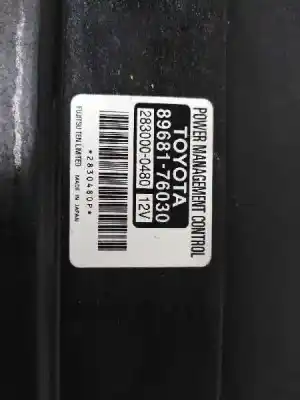 POWER MANAGEMENT CONTROL
TOYOTA
89681-76030
283000-0480 12V
*2830480P*
FUJITSU TEN LIMITED MADE IN JAPAN